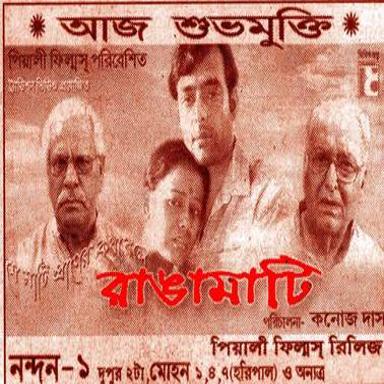 আজ শুভমুক্তি
পিয়ালী ফিল্মস্ পরিবেশিত
রাঙামাটি
পরিচালনা- কনোজ দাস
পিয়ালী ফিল্মস্ রিলিজ
নন্দন-১ দুপুর ২টা,মোহন ১,৪,৭(হরিপাল) ও অন্যত্র